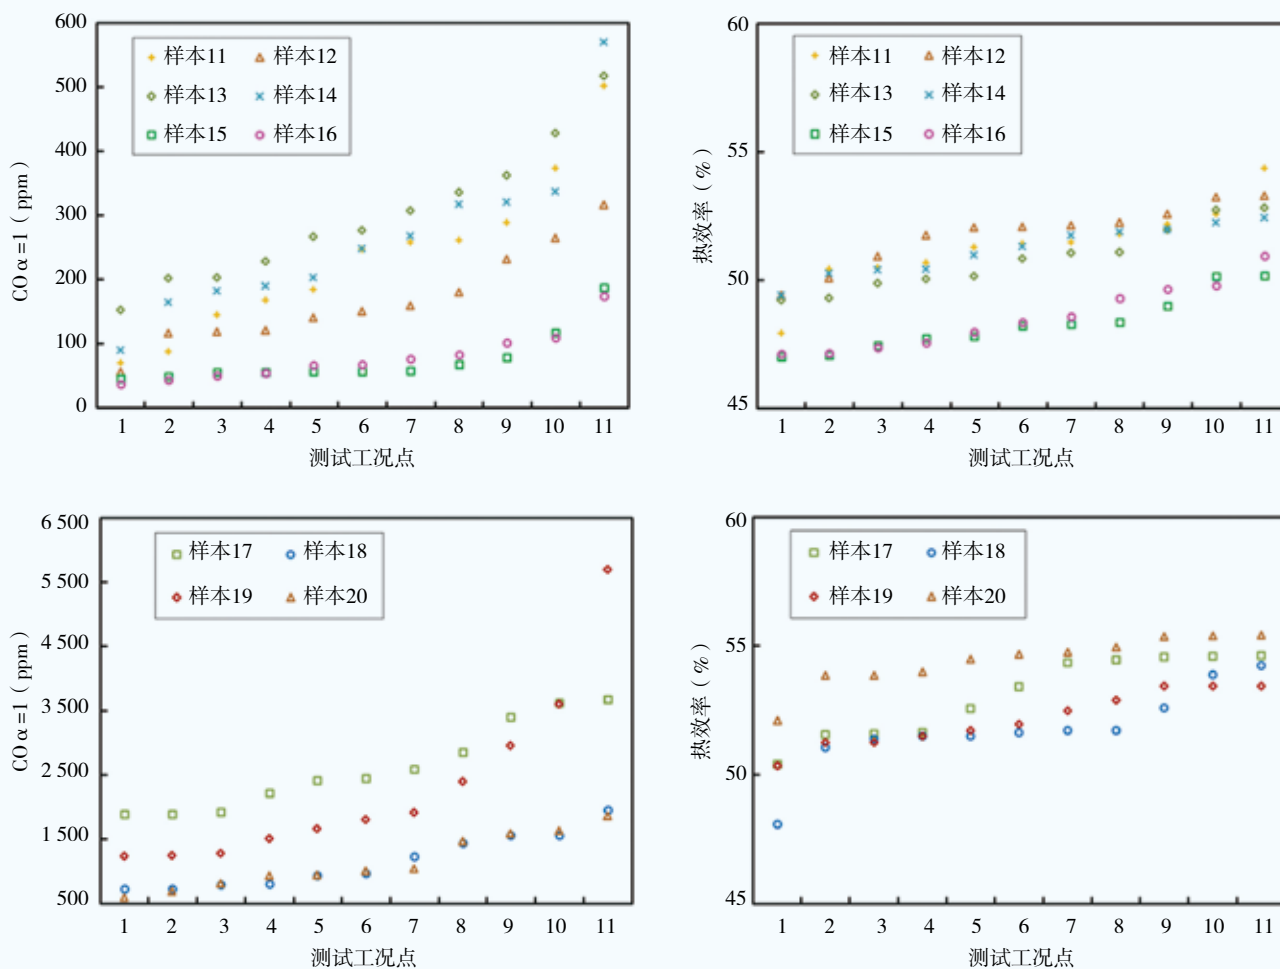 600
500
400
300
200
100
0
CO α=1（ppm）
样本11 样本12
样本13 样本14
样本15 样本16
1 2 3 4 5 6 7 8 9 10 11
测试工况点
60
55
50
45
热效率（%）
样本11 样本12
样本13 样本14
样本15 样本16
1 2 3 4 5 6 7 8 9 10 11
测试工况点
6 500
5 500
4 500
3 500
2 500
1 500
500
CO α=1（ppm）
样本17 样本18
样本19 样本20
1 2 3 4 5 6 7 8 9 10 11
测试工况点
60
55
50
45
热效率（%）
样本17 样本18
样本19 样本20
1 2 3 4 5 6 7 8 9 10 11
测试工况点